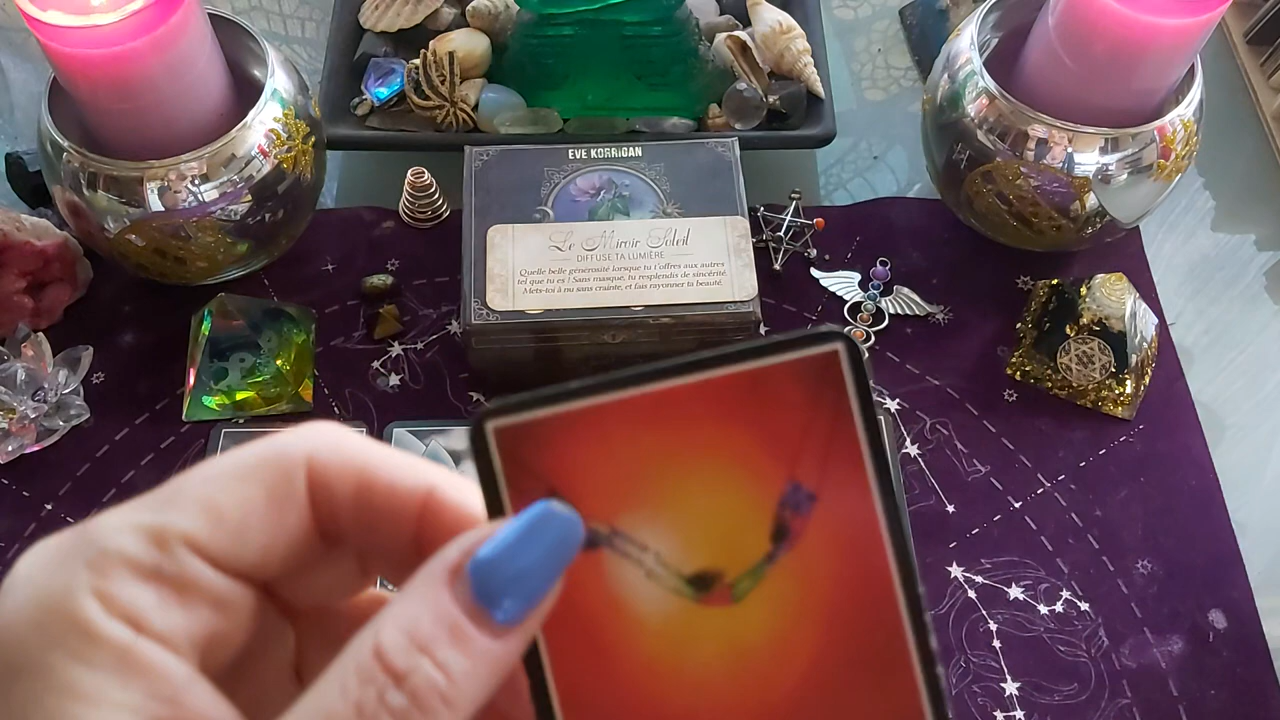 EVE KORRIGAN
Le Miroir Soleil
DIFFUSE TA LUMIÈRE
Quelle belle générosité lorsque tu t'offres aux autres
tel que tu es ! Sans masque, tu resplendis de sincérité.
Mets-toi à nu sans crainte, et fais rayonner ta beauté.